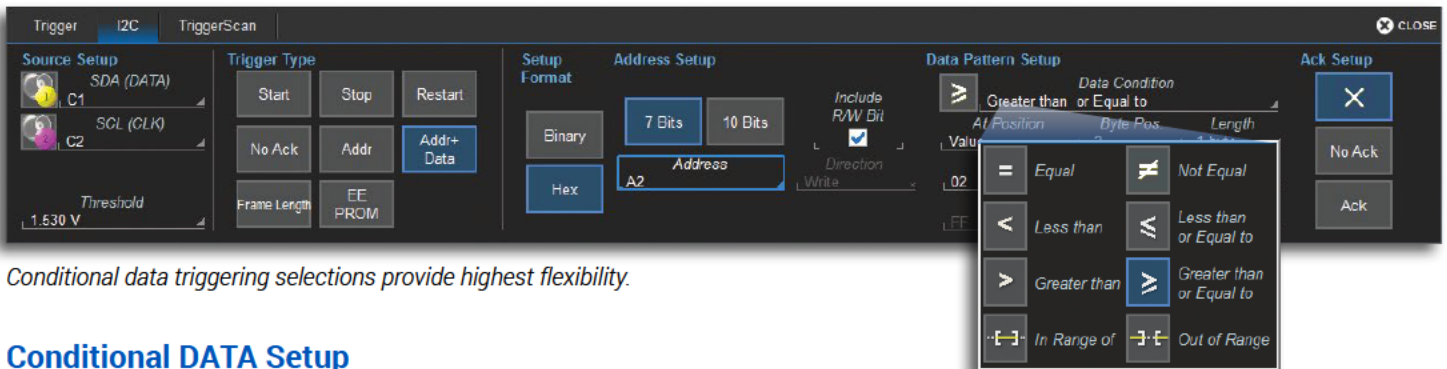 Trigger I2C TriggerScan CLOSE
Source Setup
SDA (DATA)
C1
SCL (CLK)
C2
Threshold
1.530 V
Trigger Type
Start Stop Restart
No Ack Addr Addr+ Data
Frame Length EE PROM
Setup
Format
Binary
Hex
Address Setup
7 Bits 10 Bits
Include
R/W Bit
Address
A2
Direction
Write
Data Pattern Setup
Data Condition
Greater than or Equal to
At Position Byte Pos. Length
02
FF
= Equal ≠ Not Equal
< Less than ≤ Less than
or Equal to
> Greater than ≥ Greater than
or Equal to
In Range of Out of Range
Ack Setup
X
No Ack
Ack
Conditional data triggering selections provide highest flexibility.
Conditional DATA Setup